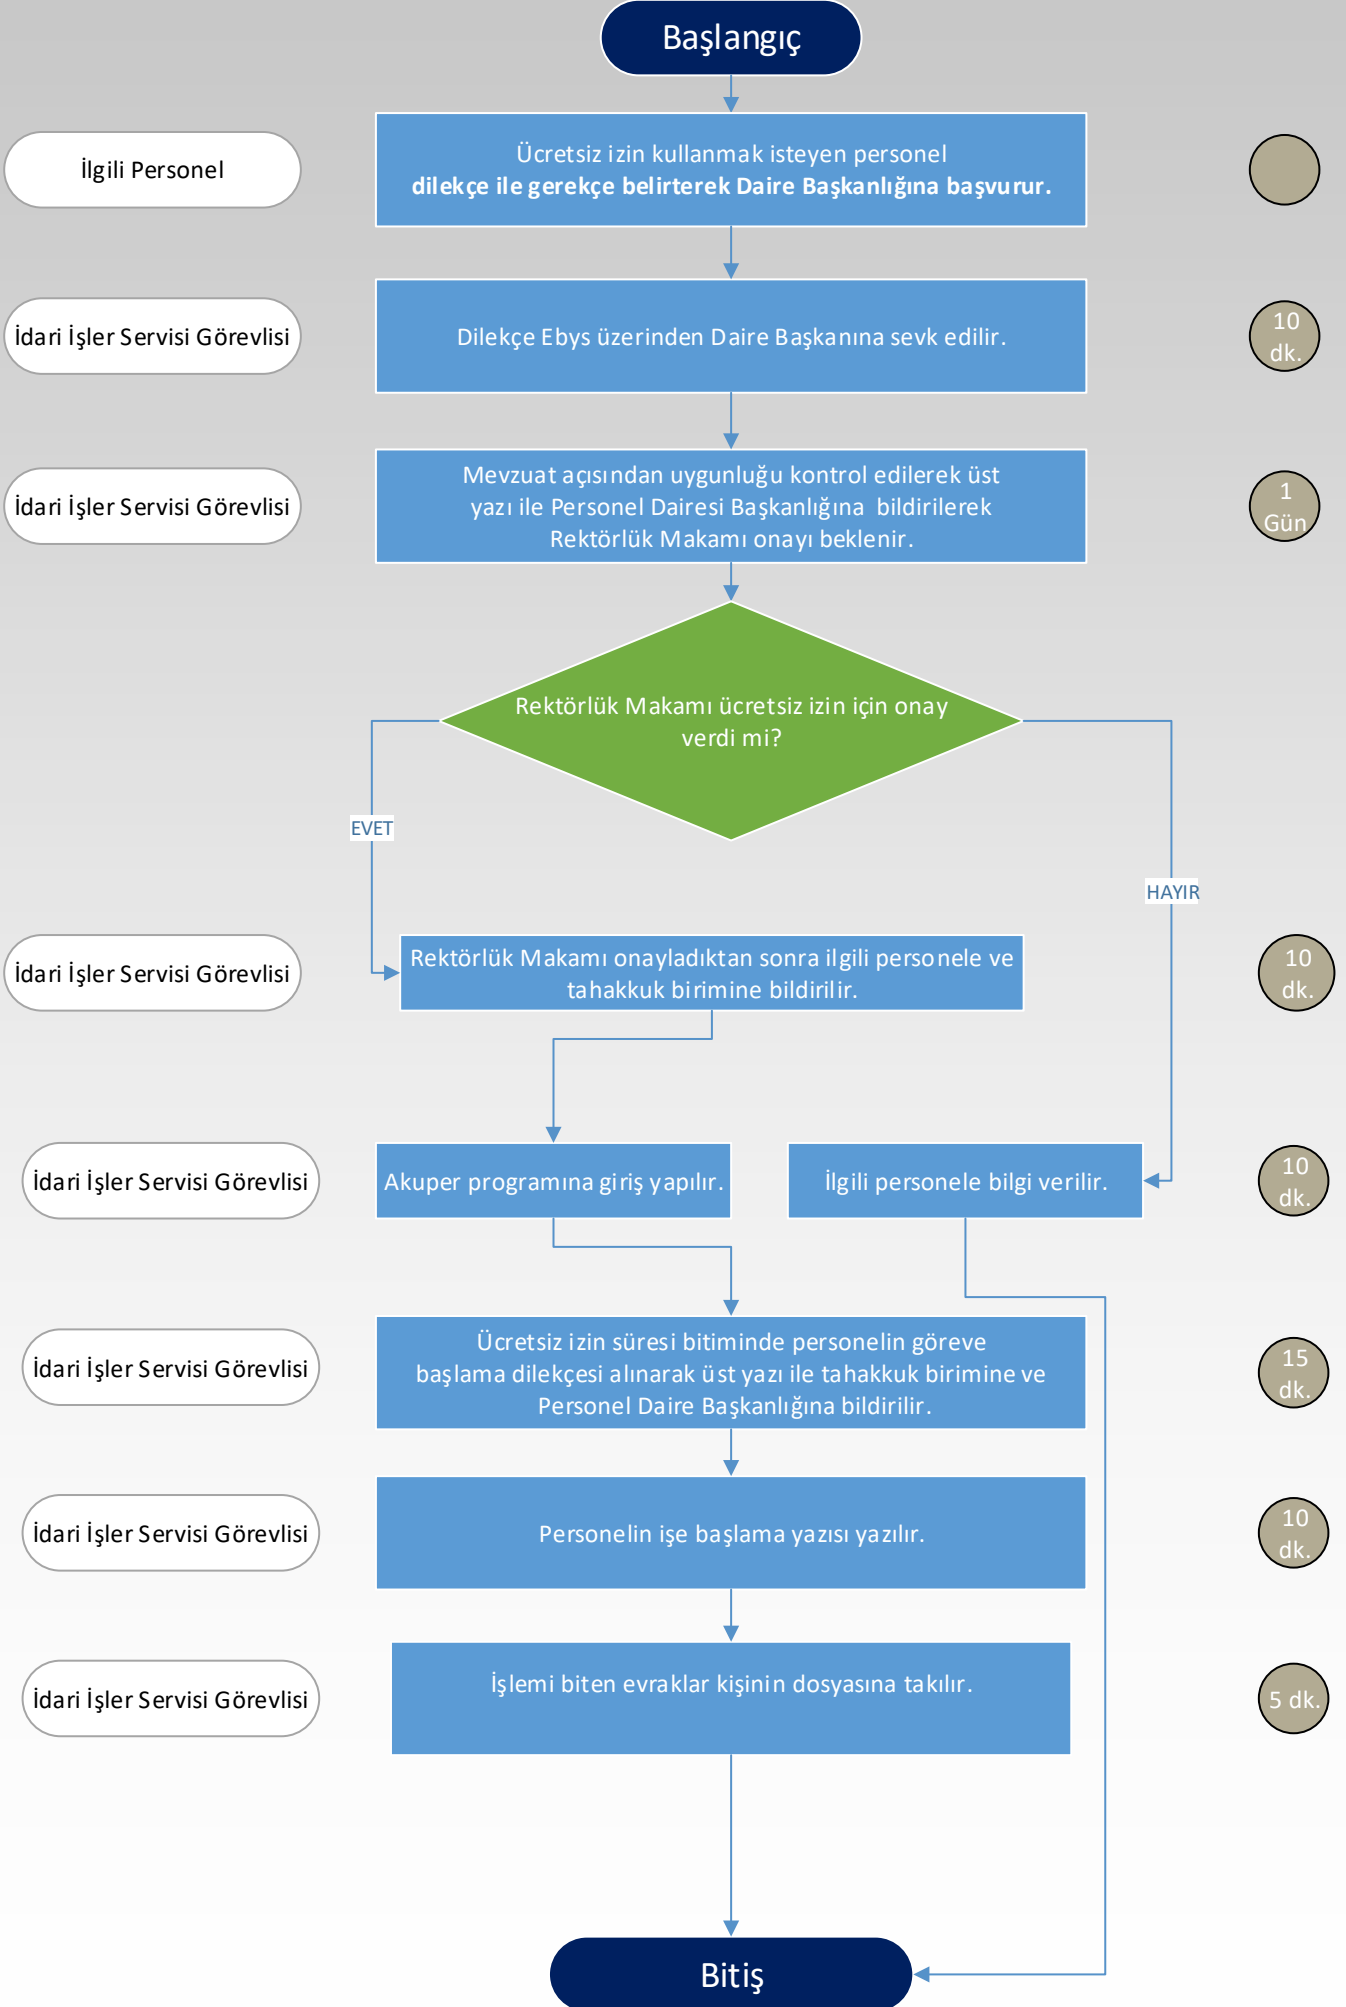 Başlangıç
İlgili Personel
Ücretsiz izin kullanmak isteyen personel
dilekçe ile gerekçe belirterek Daire Başkanlığına başvurur.
İdari İşler Servisi Görevlisi
Dilekçe Ebys üzerinden Daire Başkanına sevk edilir.
10
dk.
İdari İşler Servisi Görevlisi
Mevzuat açısından uygunluğu kontrol edilerek üst
yazı ile Personel Dairesi Başkanlığına bildirilerek
Rektörlük Makamı onayı beklenir.
1
Gün
Rektörlük Makamı ücretsiz izin için onay
verdi mi?
EVET
HAYIR
İdari İşler Servisi Görevlisi
Rektörlük Makamı onayladıktan sonra ilgili personele ve
tahakkuk birimine bildirilir.
10
dk.
İdari İşler Servisi Görevlisi
Akuper programına giriş yapılır.
İlgili personele bilgi verilir.
10
dk.
İdari İşler Servisi Görevlisi
Ücretsiz izin süresi bitiminde personelin göreve
başlama dilekçesi alınarak üst yazı ile tahakkuk birimine ve
Personel Daire Başkanlığına bildirilir.
15
dk.
İdari İşler Servisi Görevlisi
Personelin işe başlama yazısı yazılır.
10
dk.
İdari İşler Servisi Görevlisi
İşlemi biten evraklar kişinin dosyasına takılır.
5 dk.
Bitiş